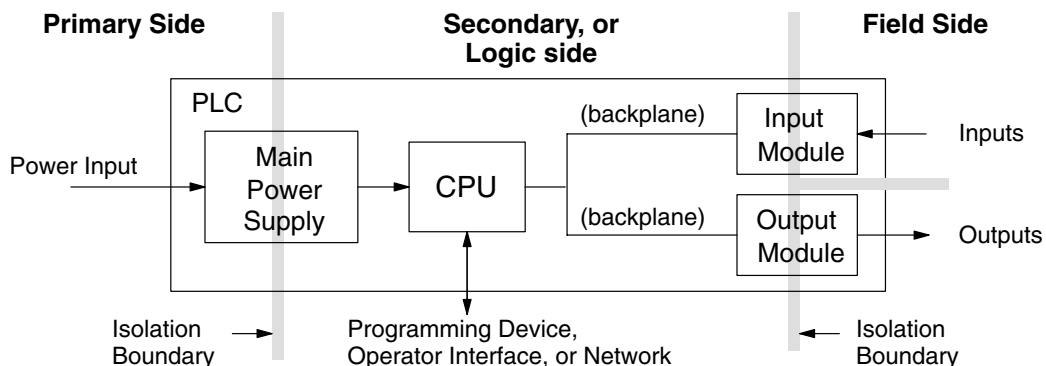 Primary Side
Secondary, or
Logic side
Field Side
PLC
(backplane)
Input
Module
Inputs
Power Input
Main
Power
Supply
CPU
(backplane)
Output
Module
Outputs
Isolation
Boundary
Programming Device,
Operator Interface, or Network
Isolation
Boundary